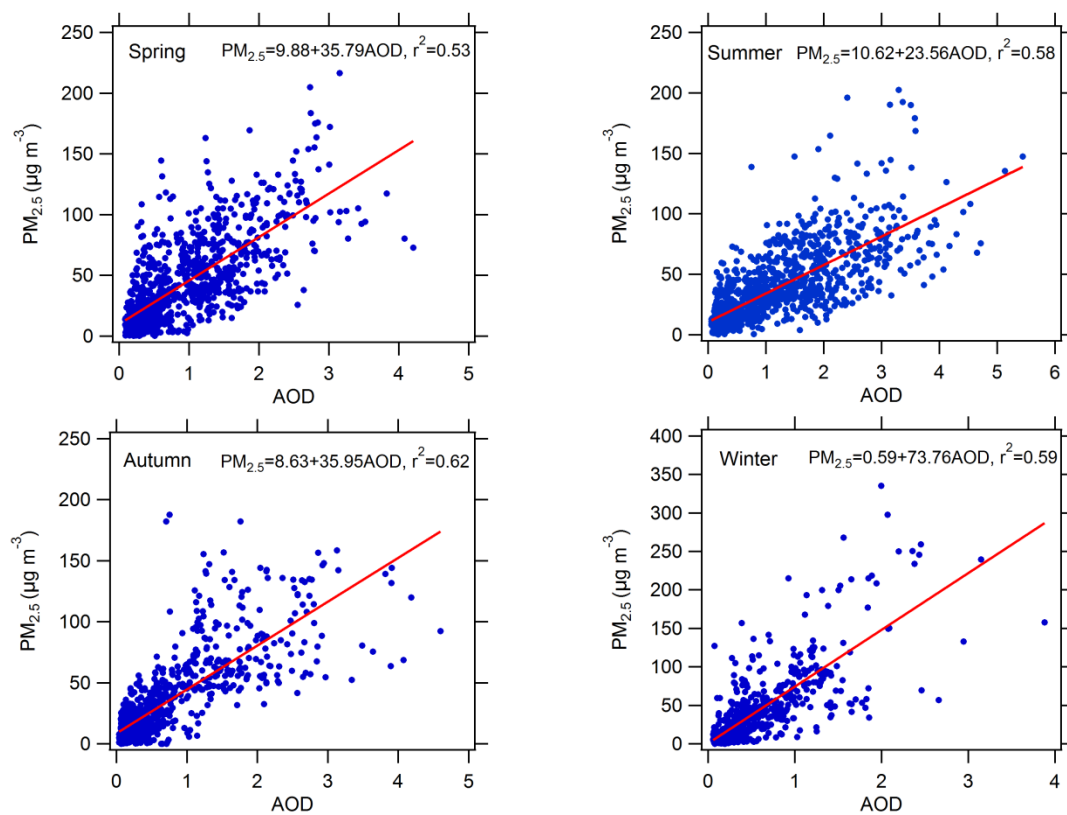 Spring PM2.5=9.88+35.79AOD, r²=0.53
PM2.5 (µg m⁻³)
250
200
150
100
50
0
0 1 2 3 4 5
AOD
Summer PM2.5=10.62+23.56AOD, r²=0.58
PM2.5 (µg m⁻³)
250
200
150
100
50
0
0 1 2 3 4 5 6
AOD
Autumn PM2.5=8.63+35.95AOD, r²=0.62
PM2.5 (µg m⁻³)
250
200
150
100
50
0
0 1 2 3 4 5
AOD
Winter PM2.5=0.59+73.76AOD, r²=0.59
PM2.5 (µg m⁻³)
400
350
300
250
200
150
100
50
0
0 1 2 3 4
AOD